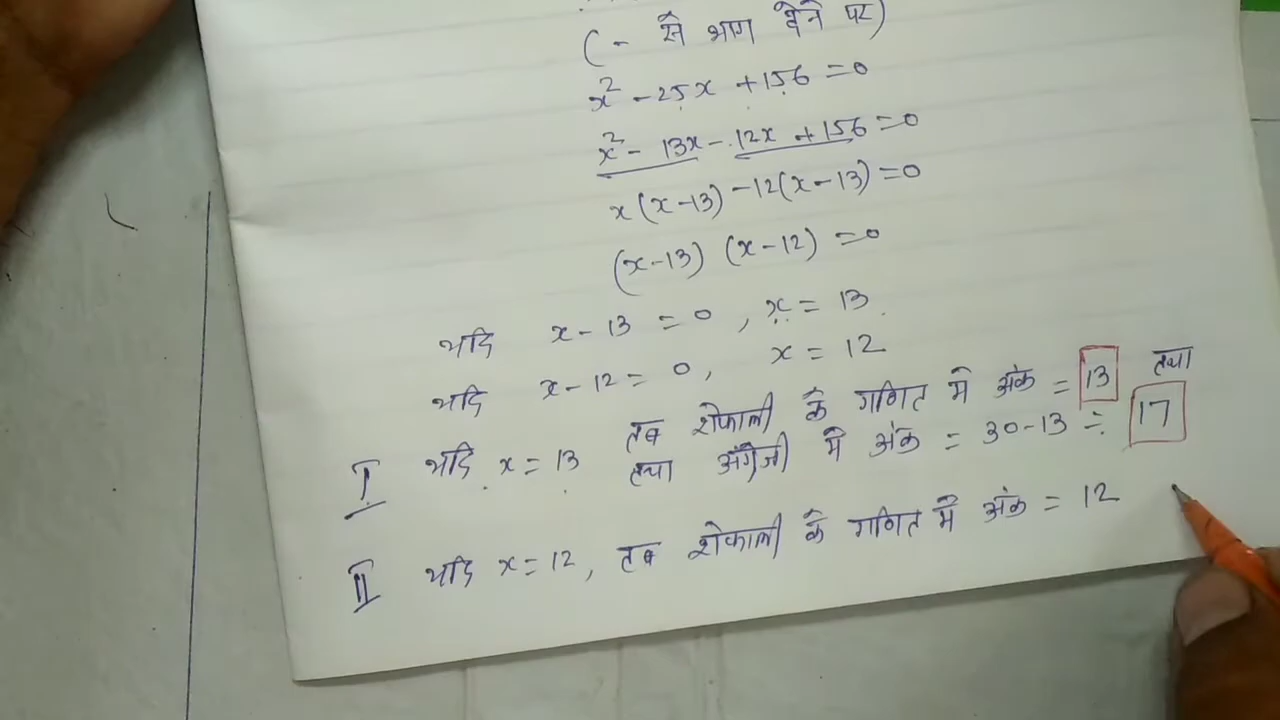 (- से भाग देने पर)
x² - 25x + 156 = 0
x² - 13x - 12x + 156 = 0
x(x-13) - 12(x-13) = 0
(x-13) (x-12) = 0
यदि x - 13 = 0 , x = 13
यदि x - 12 = 0, x = 12
I यदि x = 13 तब शेफाली के गणित मे अंक = 13 तथा
तथा अंग्रेजी मे अंक = 30-13 = 17
II यदि x = 12, तब शेफाली के गणित मे अंक = 12